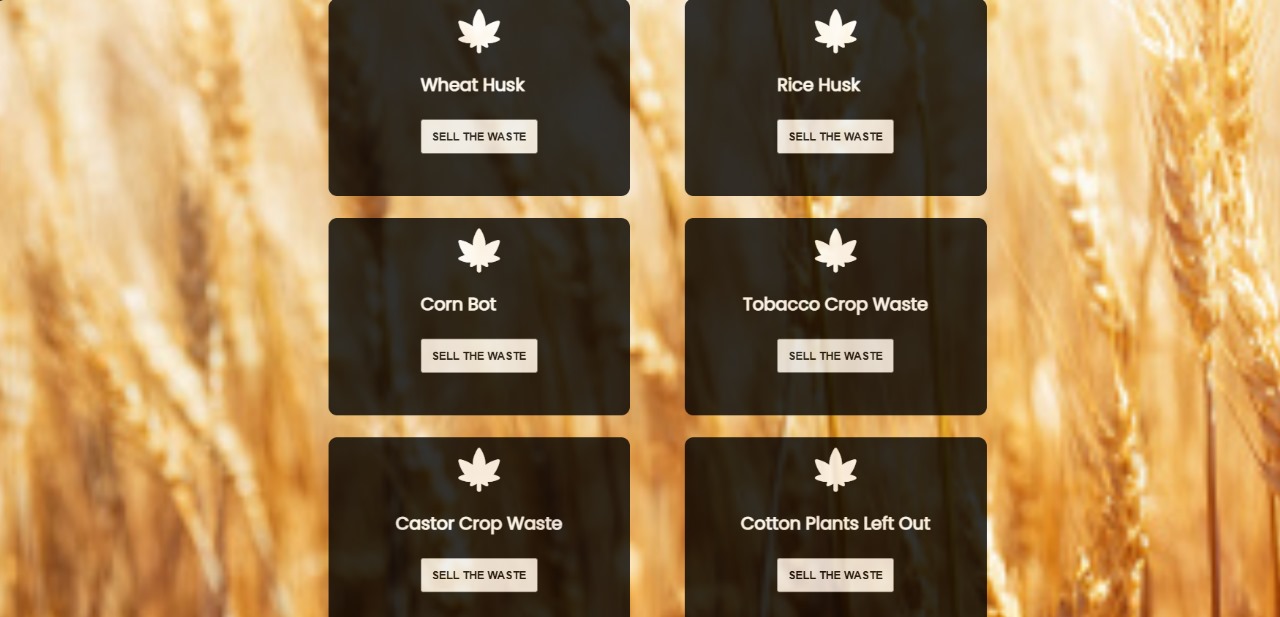 Wheat Husk
SELL THE WASTE
Rice Husk
SELL THE WASTE
Corn Bot
SELL THE WASTE
Tobacco Crop Waste
SELL THE WASTE
Castor Crop Waste
SELL THE WASTE
Cotton Plants Left Out
SELL THE WASTE